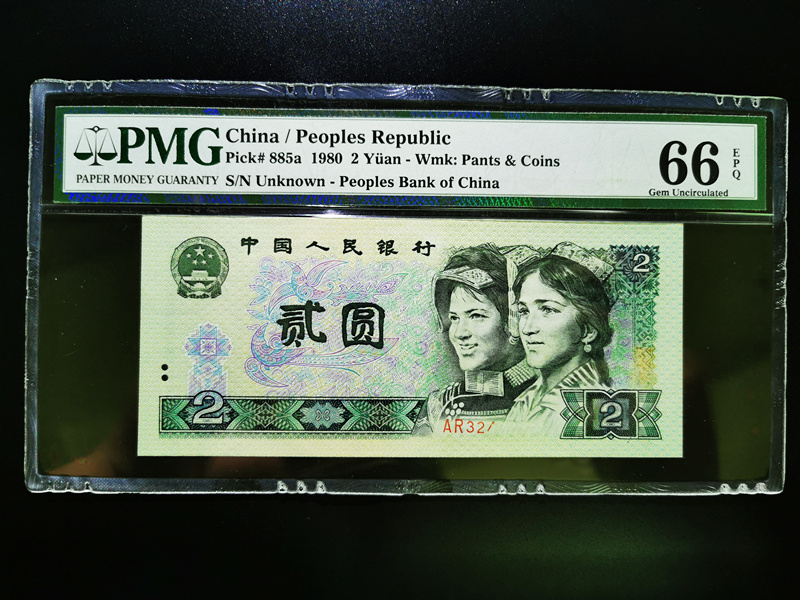 PMG
PAPER MONEY GUARANTY
China / Peoples Republic
Pick# 885a 1980 2 Yüan - Wmk: Pants & Coins
S/N Unknown - Peoples Bank of China
66 EPQ
Gem Uncirculated
中国人民银行
2
贰圆
2
AR32
2